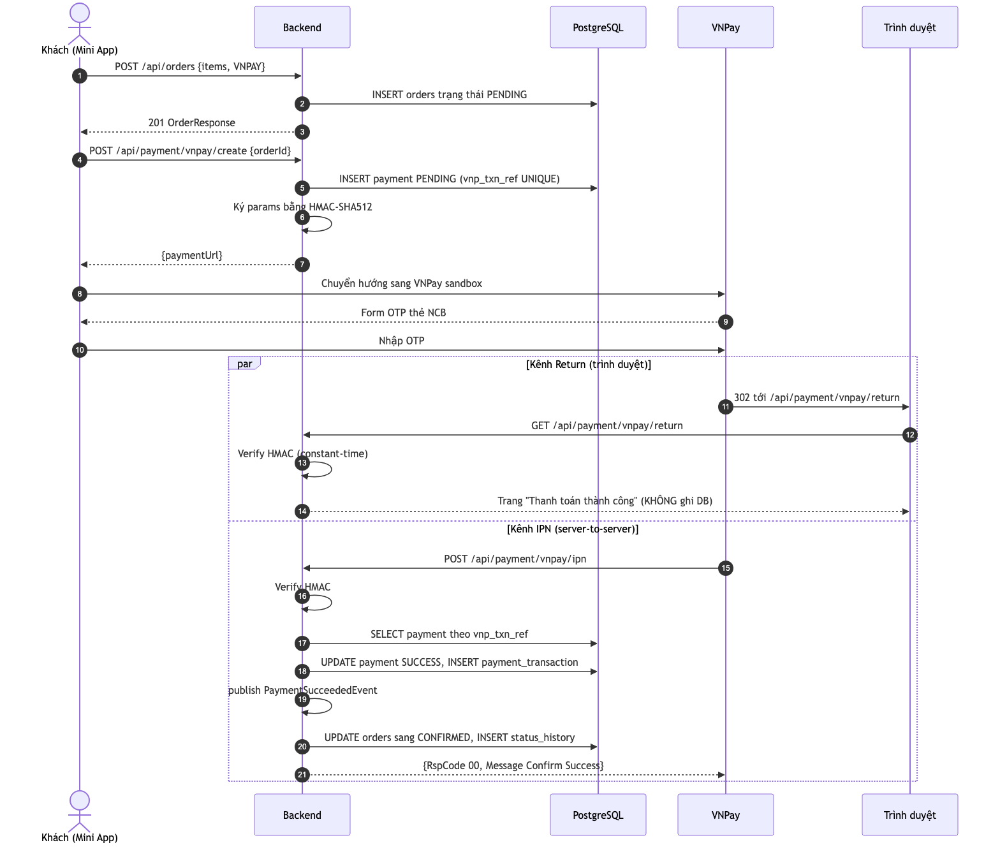 Khách (Mini App)
Backend
PostgreSQL
VNPay
Trình duyệt
POST /api/orders {items, VNPAY}
1
INSERT orders trạng thái PENDING
2
201 OrderResponse
3
POST /api/payment/vnpay/create {orderId}
4
INSERT payment PENDING (vnp_txn_ref UNIQUE)
5
Ký params bằng HMAC-SHA512
6
{paymentUrl}
7
Chuyển hướng sang VNPay sandbox
8
Form OTP thẻ NCB
9
Nhập OTP
10
par
[Kênh Return (trình duyệt)]
302 tới /api/payment/vnpay/return
11
GET /api/payment/vnpay/return
12
Verify HMAC (constant-time)
13
Trang "Thanh toán thành công" (KHÔNG ghi DB)
14
[Kênh IPN (server-to-server)]
POST /api/payment/vnpay/ipn
15
Verify HMAC
16
SELECT payment theo vnp_txn_ref
17
UPDATE payment SUCCESS, INSERT payment_transaction
18
publish PaymentSucceededEvent
19
UPDATE orders sang CONFIRMED, INSERT status_history
20
{RspCode 00, Message Confirm Success}
21
Khách (Mini App)
Backend
PostgreSQL
VNPay
Trình duyệt